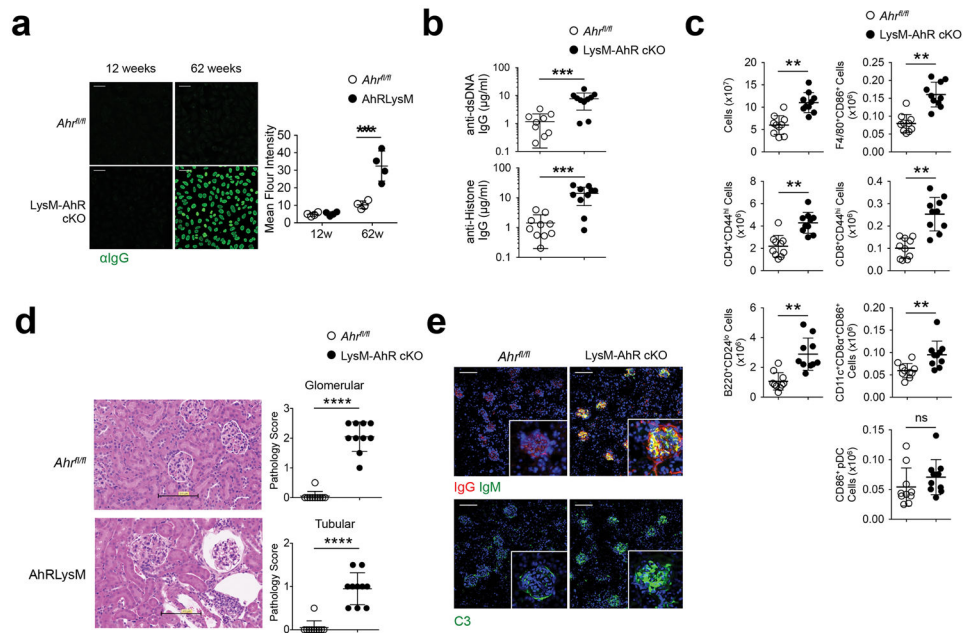 a
12 weeks 62 weeks
Ahrfl/fl
LysM-AhR
cKO
αIgG
Ahrfl/fl
AhRLysM
Mean Flour Intensity
50
40
30
20
10
0
12w 62w
b
Ahrfl/fl
LysM-AhR cKO
anti-dsDNA
IgG (µg/ml)
100
10
1
0.1
***
anti-Histone
IgG (µg/ml)
100
10
1
0.1
***
c
Ahrfl/fl
LysM-AhR cKO
Cells (x10⁷)
20
15
10
5
0
**
F4/80⁺CD86⁺ Cells
(x10⁶)
0.25
0.20
0.15
0.10
0.05
0.00
**
CD4⁺CD44hi Cells
(x10⁶)
8
6
4
2
0
**
CD8⁺CD44hi Cells
(x10⁶)
0.4
0.3
0.2
0.1
0.0
**
B220⁺CD24lo Cells
(x10⁶)
6
4
2
0
**
CD11c⁺CD8α⁺CD86⁺
Cells (x10⁶)
0.20
0.15
0.10
0.05
0.00
**
CD86⁺ pDC
Cells (x10⁶)
0.15
0.10
0.05
0.00
ns
d
Ahrfl/fl
LysM-AhR cKO
Ahrfl/fl
AhRLysM
Glomerular
Pathology Score
3
2
1
0
****
Tubular
Pathology Score
2
1
0
****
e
Ahrfl/fl LysM-AhR cKO
IgG IgM
C3